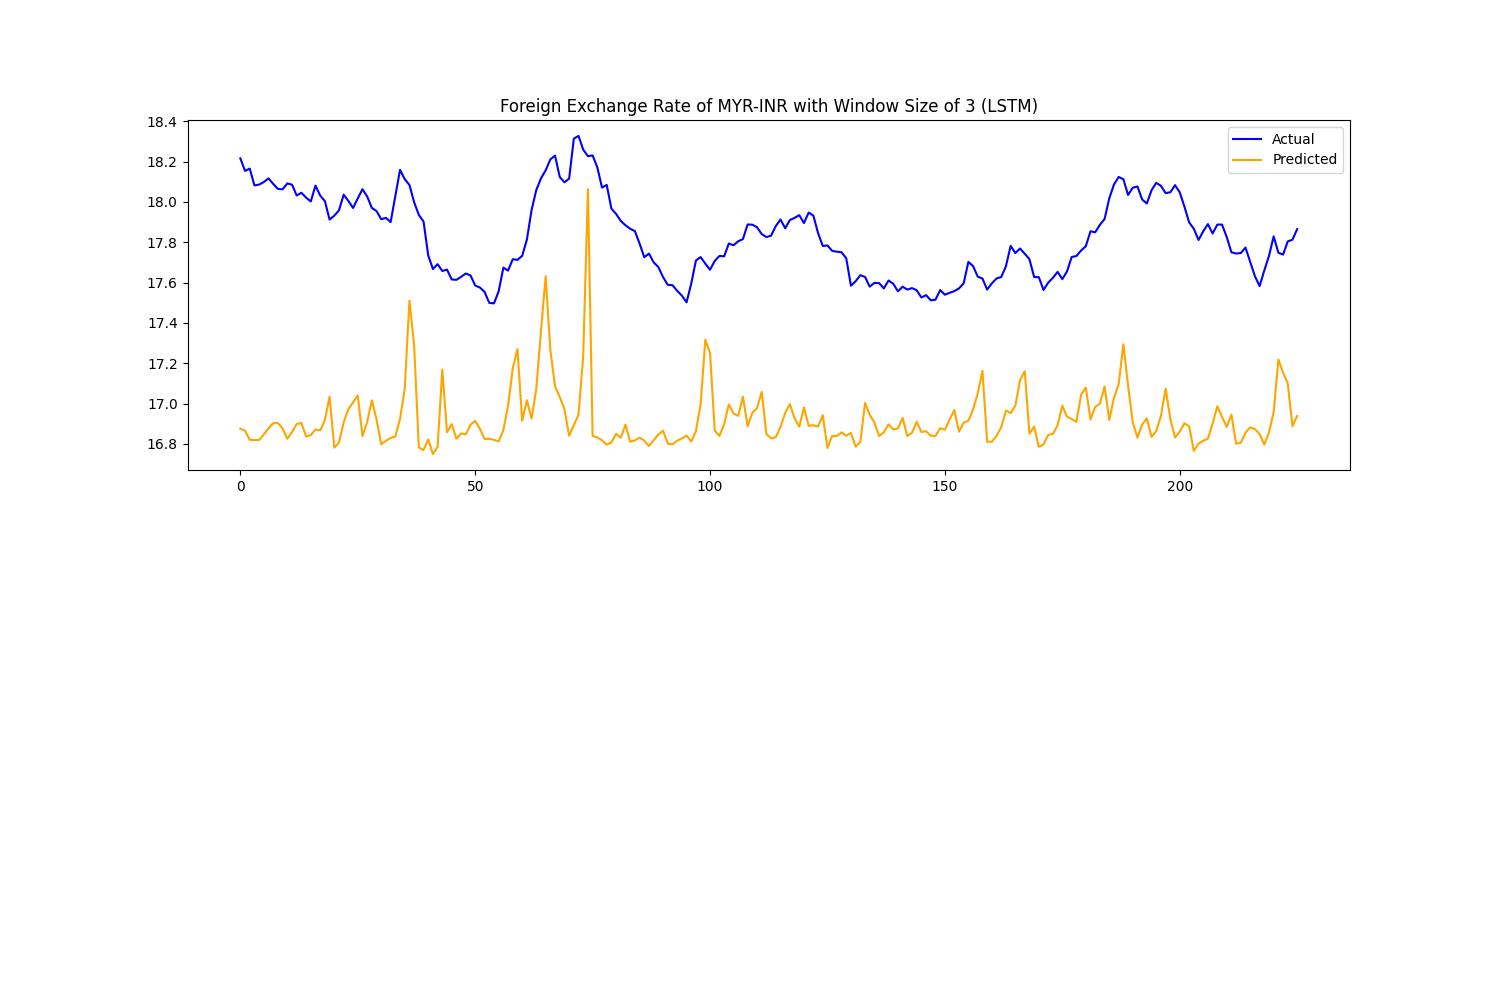 Foreign Exchange Rate of MYR-INR with Window Size of 3 (LSTM)
18.4
18.2
18.0
17.8
17.6
17.4
17.2
17.0
16.8
Actual
Predicted
0 50 100 150 200